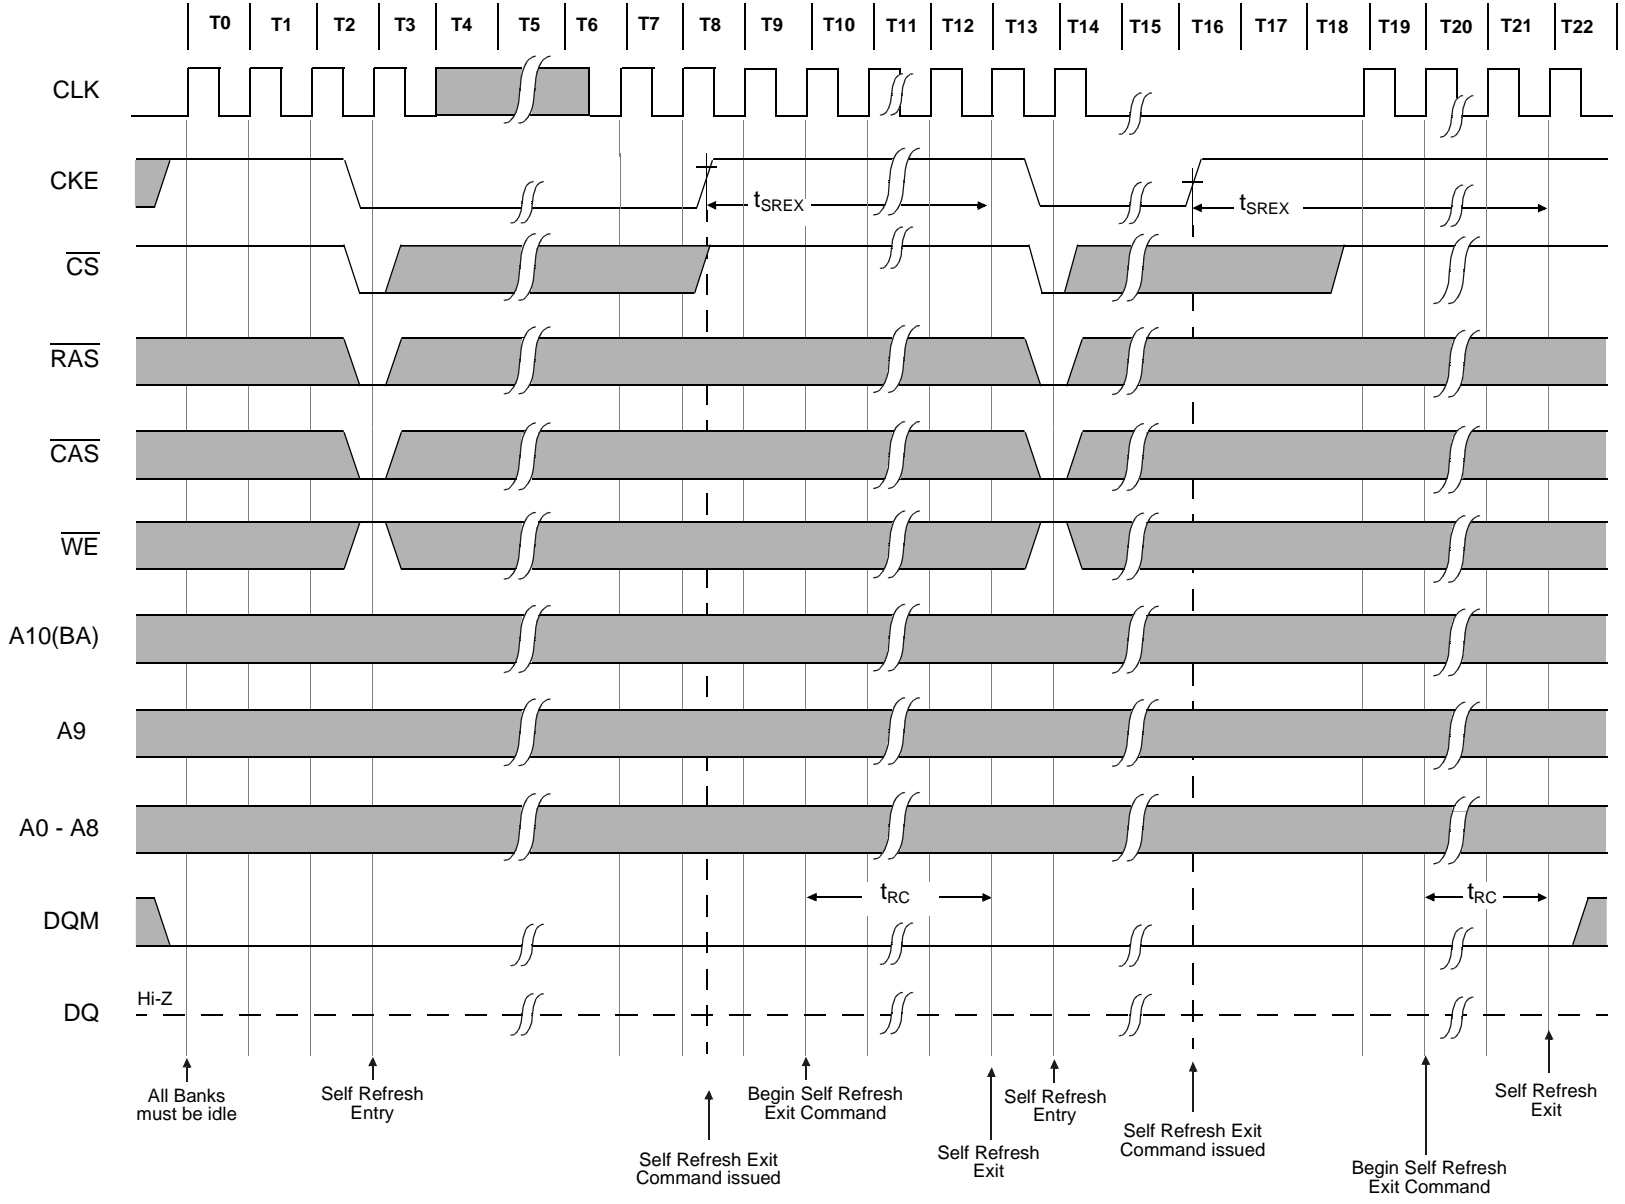 T0 T1 T2 T3 T4 T5 T6 T7 T8 T9 T10 T11 T12 T13 T14 T15 T16 T17 T18 T19 T20 T21 T22
CLK
CKE
tSREX
tSREX
CS
RAS
CAS
WE
A10(BA)
A9
A0 - A8
tRC
tRC
DQM
Hi-Z
DQ
All Banks
must be idle
Self Refresh
Entry
Self Refresh Exit
Command issued
Begin Self Refresh
Exit Command
Self Refresh
Exit
Self Refresh
Entry
Self Refresh Exit
Command issued
Begin Self Refresh
Exit Command
Self Refresh
Exit